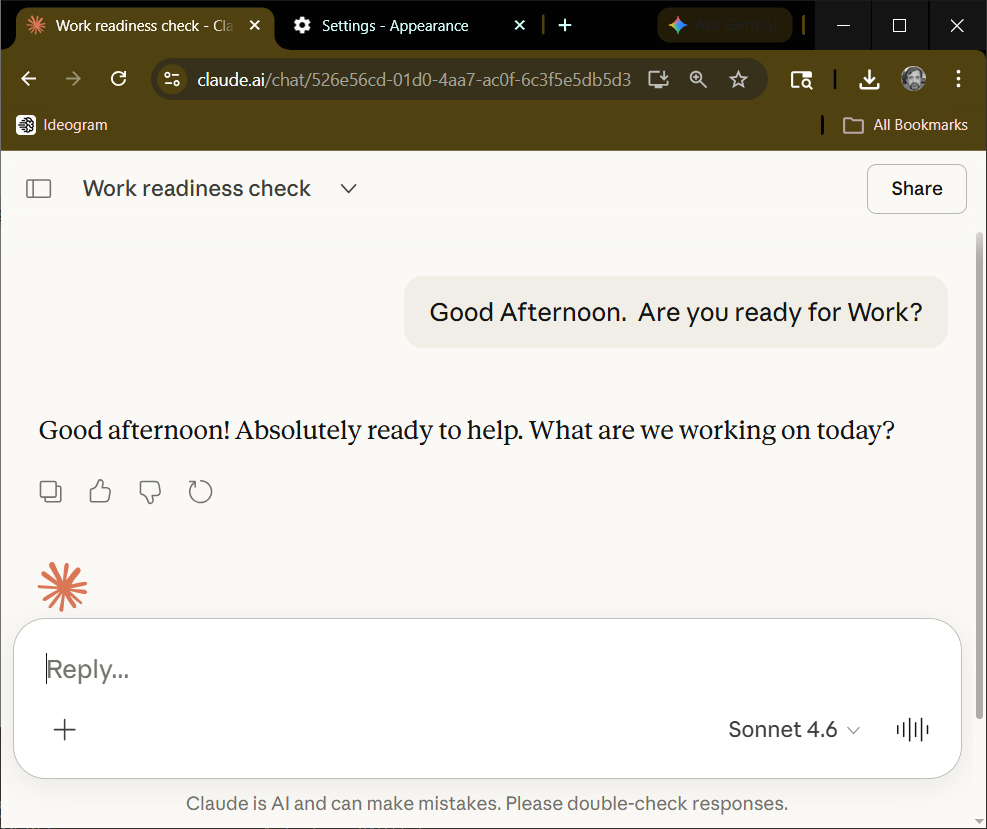 Work readiness check - Cla
Settings - Appearance
Ask Gemini
claude.ai/chat/526e56cd-01d0-4aa7-ac0f-6c3f5e5db5d3
Ideogram
All Bookmarks
Work readiness check
Share
Good Afternoon.  Are you ready for Work?
Good afternoon! Absolutely ready to help. What are we working on today?
Reply...
Sonnet 4.6
Claude is AI and can make mistakes. Please double-check responses.